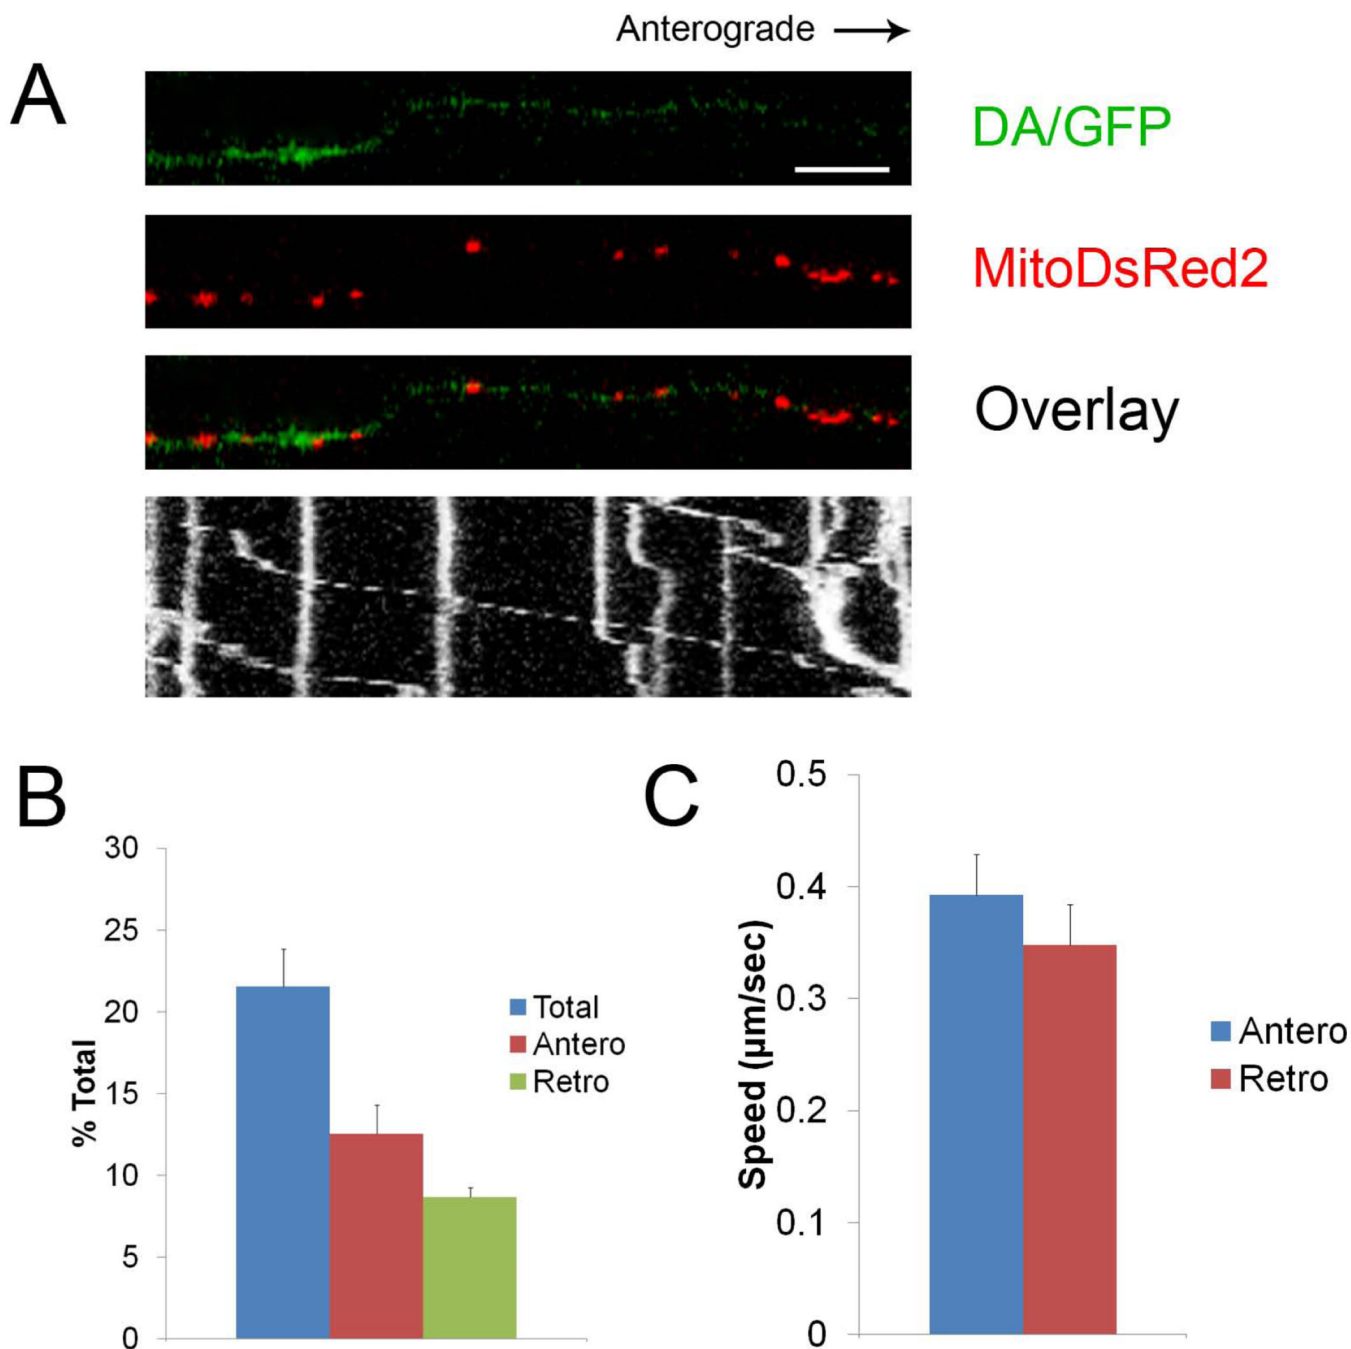 Anterograde
A
DA/GFP
MitoDsRed2
Overlay
B
30
25
20
15
10
5
0
% Total
Total
Antero
Retro
C
0.5
0.4
0.3
0.2
0.1
0
Speed (µm/sec)
Antero
Retro